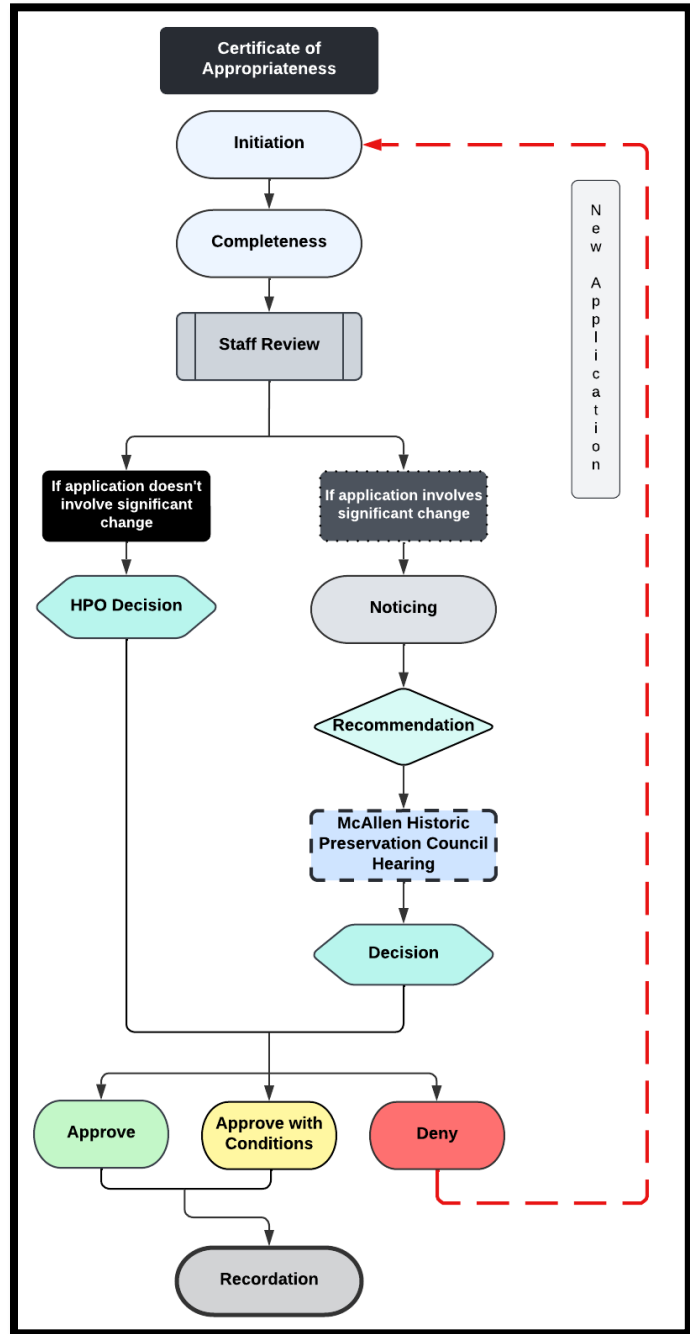 Certificate of
Appropriateness
Initiation
New Application
Completeness
Staff Review
If application doesn't
involve significant
change
If application involves
significant change
HPO Decision
Noticing
Recommendation
McAllen Historic
Preservation Council
Hearing
Decision
Approve
Approve with
Conditions
Deny
Recordation